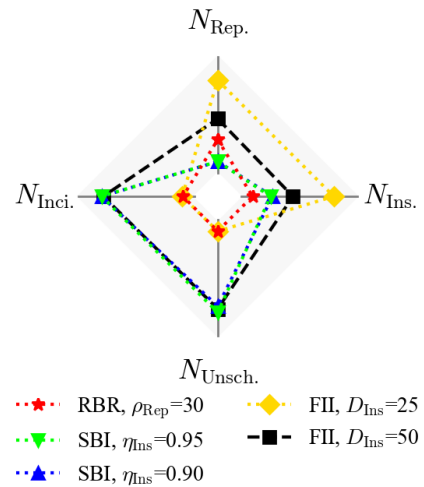 N_Rep.
N_Inci.
N_Ins.
N_Unsch.
RBR, ρ_Rep=30
SBI, η_Ins=0.95
SBI, η_Ins=0.90
FII, D_Ins=25
FII, D_Ins=50